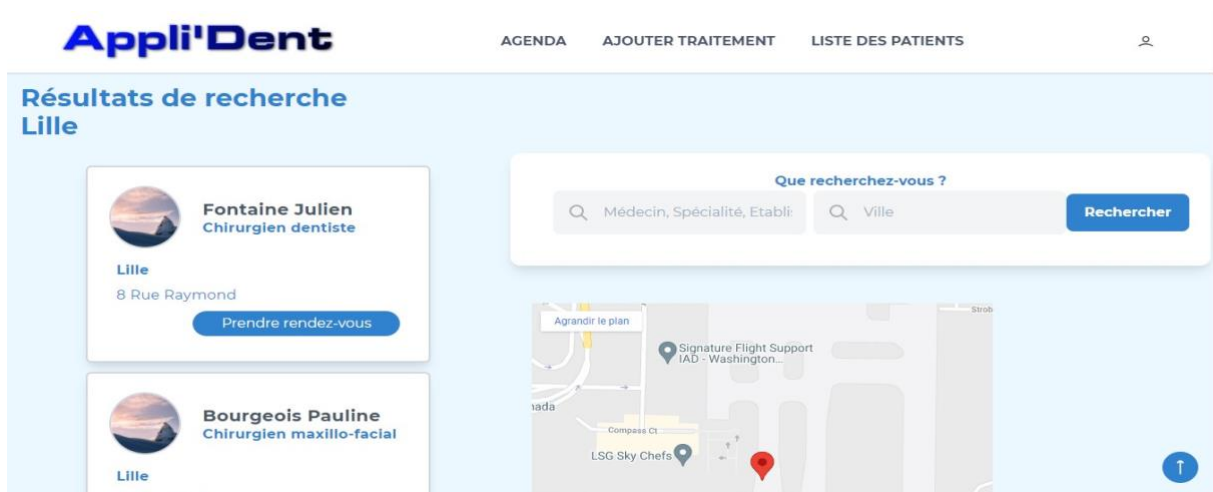 Appli'Dent
AGENDA
AJOUTER TRAITEMENT
LISTE DES PATIENTS
Résultats de recherche
Lille
Fontaine Julien
Chirurgien dentiste
Lille
8 Rue Raymond
Prendre rendez-vous
Bourgeois Pauline
Chirurgien maxillo-facial
Lille
Que recherchez-vous ?
Médecin, Spécialité, Etabli
Ville
Rechercher
Agrandir le plan
Strob
Signature Flight Support
IAD - Washington...
nada
Compass Ct
LSG Sky Chefs